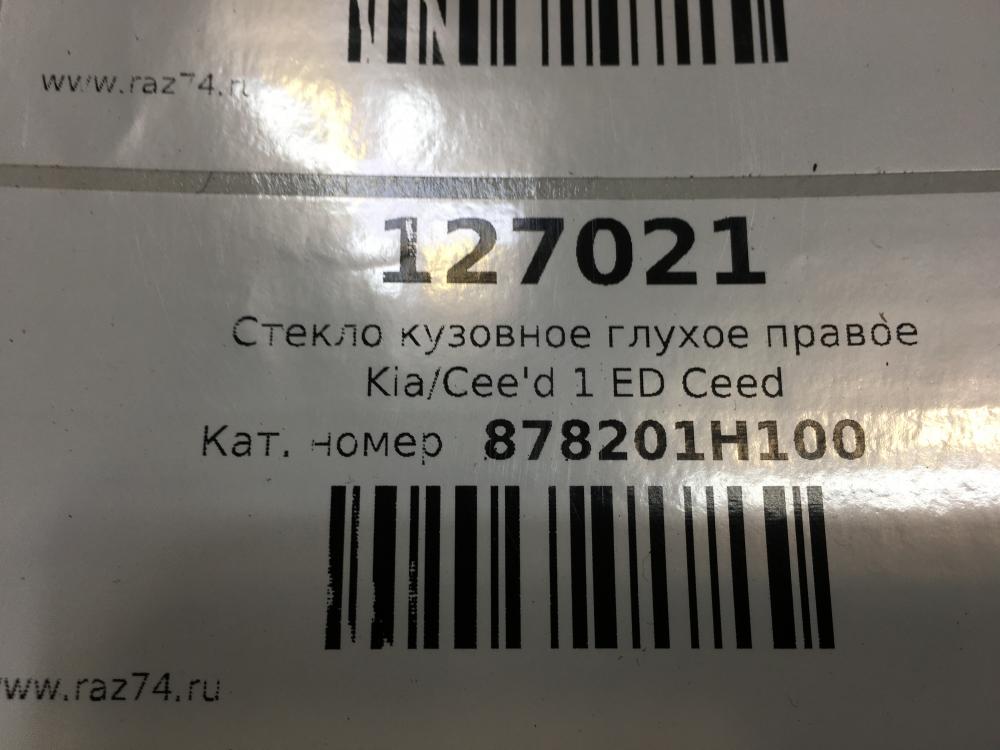 www.raz74.ru
127021
Стекло кузовное глухое правое
Kia/Cee'd 1 ED Ceed
Кат. номер 878201H100
www.raz74.ru